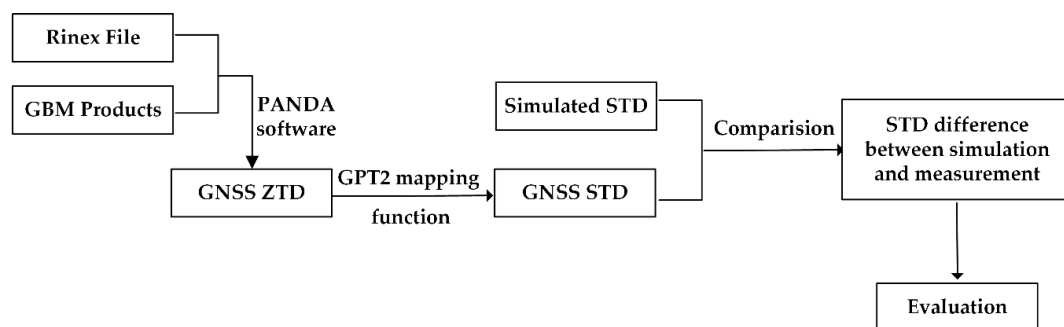 Rinex File
GBM Products
PANDA
software
GNSS ZTD
GPT2 mapping
function
Simulated STD
GNSS STD
Comparision
STD difference
between simulation
and measurement
Evaluation